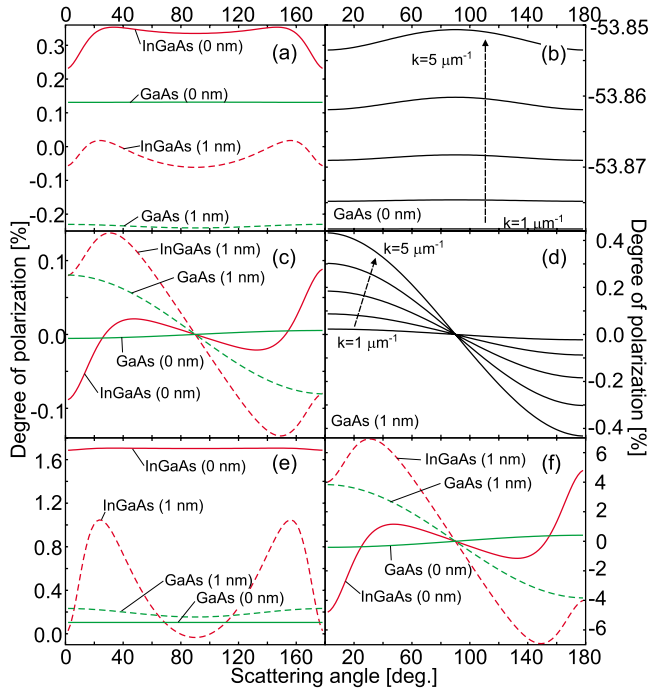 0 40 80 120 160 20 60 100 140 180
0.3
0.2
0.1
0.0
-0.1
-0.2
InGaAs (0 nm)
(a)
GaAs (0 nm)
InGaAs (1 nm)
GaAs (1 nm)
(b)
k=5 μm-1
GaAs (0 nm)
k=1 μm-1
-53.85
-53.86
-53.87
Degree of polarization [%]
0.1
0.0
-0.1
(c)
InGaAs (1 nm)
GaAs (1 nm)
GaAs (0 nm)
InGaAs (0 nm)
(d)
k=5 μm-1
k=1 μm-1
GaAs (1 nm)
0.4
0.2
0.0
-0.2
-0.4
Degree of polarization [%]
1.6
1.2
0.8
0.4
0.0
InGaAs (0 nm)
(e)
InGaAs (1 nm)
GaAs (1 nm)
GaAs (0 nm)
(f)
InGaAs (1 nm)
GaAs (1 nm)
GaAs (0 nm)
InGaAs (0 nm)
4
2
0
-2
-4
-6
0 40 80 120 160 20 60 100 140 180
Scattering angle [deg.]